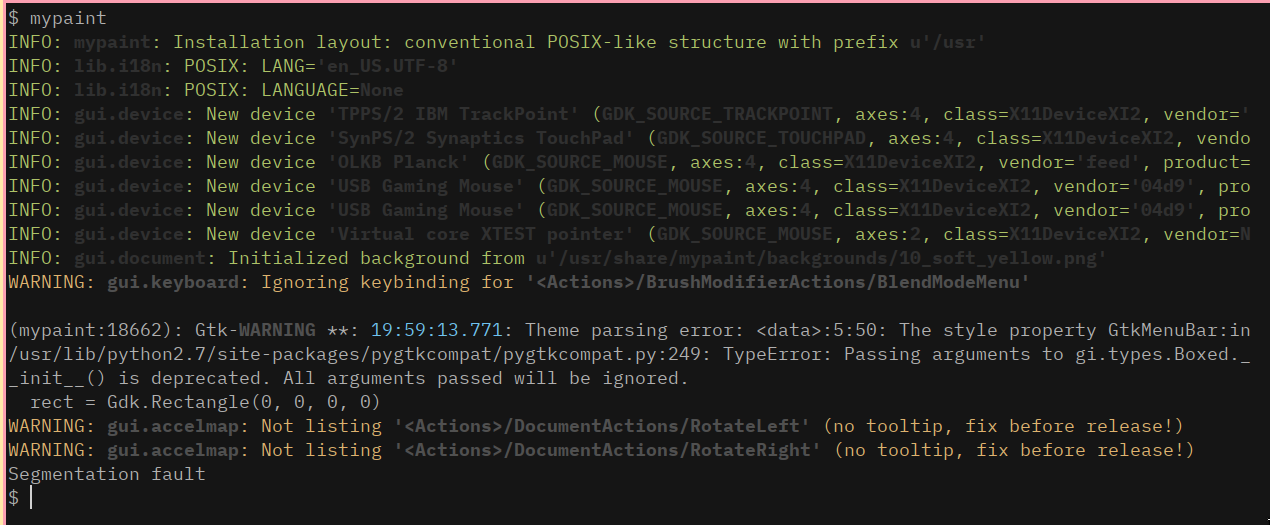 $ mypaint
INFO: mypaint: Installation layout: conventional POSIX-like structure with prefix u'/usr'
INFO: lib.i18n: POSIX: LANG='en_US.UTF-8'
INFO: lib.i18n: POSIX: LANGUAGE=None
INFO: gui.device: New device 'TPPS/2 IBM TrackPoint' (GDK_SOURCE_TRACKPOINT, axes:4, class=X11DeviceXI2, vendor='
INFO: gui.device: New device 'SynPS/2 Synaptics TouchPad' (GDK_SOURCE_TOUCHPAD, axes:4, class=X11DeviceXI2, vendo
INFO: gui.device: New device 'OLKB Planck' (GDK_SOURCE_MOUSE, axes:4, class=X11DeviceXI2, vendor='feed', product=
INFO: gui.device: New device 'USB Gaming Mouse' (GDK_SOURCE_MOUSE, axes:4, class=X11DeviceXI2, vendor='04d9', pro
INFO: gui.device: New device 'USB Gaming Mouse' (GDK_SOURCE_MOUSE, axes:4, class=X11DeviceXI2, vendor='04d9', pro
INFO: gui.device: New device 'Virtual core XTEST pointer' (GDK_SOURCE_MOUSE, axes:2, class=X11DeviceXI2, vendor=N
INFO: gui.document: Initialized background from u'/usr/share/mypaint/backgrounds/10_soft_yellow.png'
WARNING: gui.keyboard: Ignoring keybinding for '<Actions>/BrushModifierActions/BlendModeMenu'
(mypaint:18662): Gtk-WARNING **: 19:59:13.771: Theme parsing error: <data>:5:50: The style property GtkMenuBar:in
/usr/lib/python2.7/site-packages/pygtkcompat/pygtkcompat.py:249: TypeError: Passing arguments to gi.types.Boxed._
_init__() is deprecated. All arguments passed will be ignored.
rect = Gdk.Rectangle(0, 0, 0, 0)
WARNING: gui.accelmap: Not listing '<Actions>/DocumentActions/RotateLeft' (no tooltip, fix before release!)
WARNING: gui.accelmap: Not listing '<Actions>/DocumentActions/RotateRight' (no tooltip, fix before release!)
Segmentation fault
$